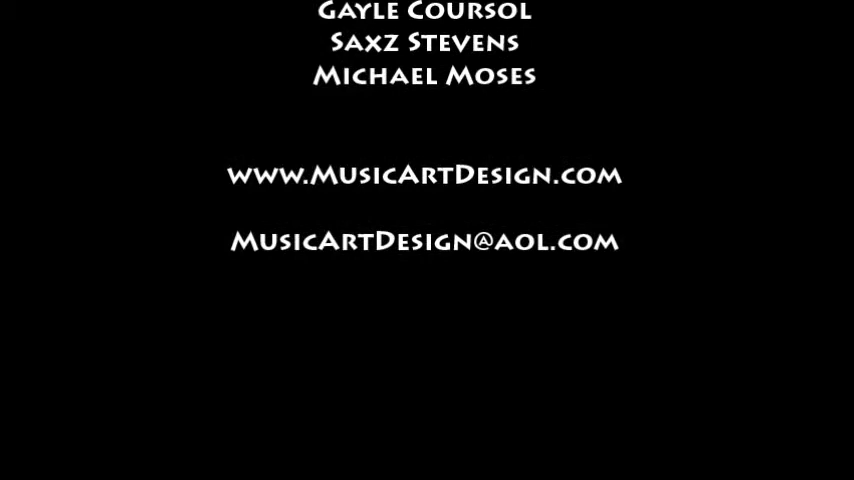 Gayle Coursol
Saxz Stevens
Michael Moses
www.MusicArtDesign.com
MusicArtDesign@aol.com